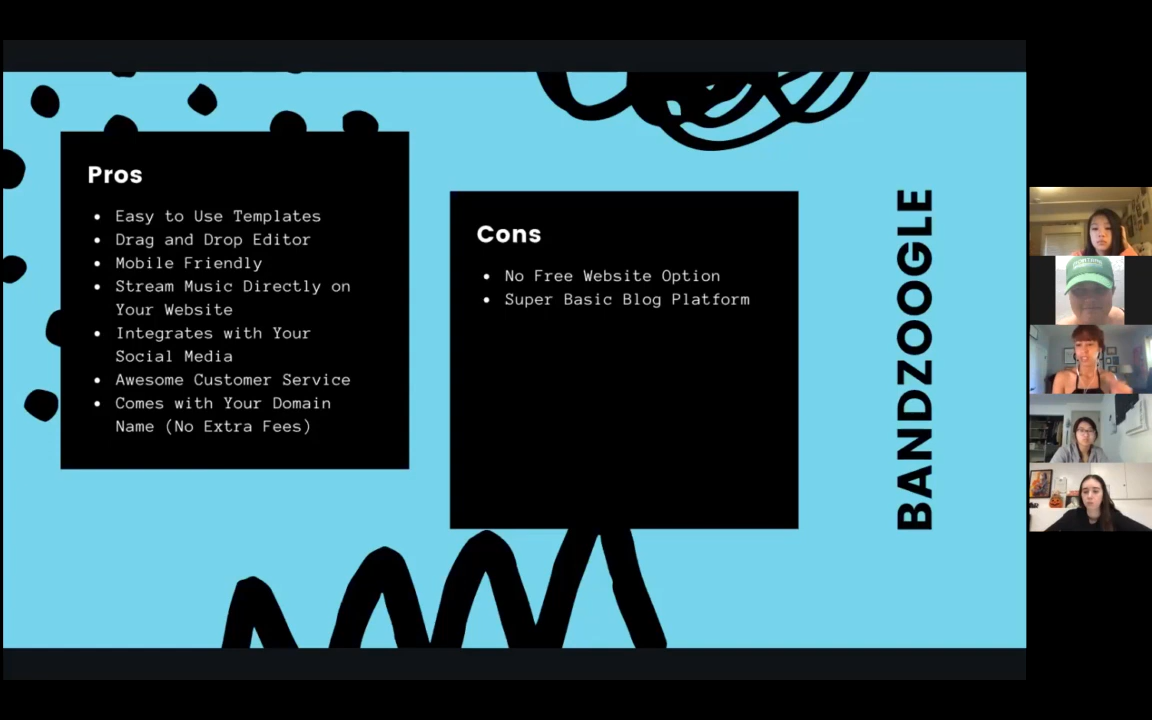 Pros
Easy to Use Templates
Drag and Drop Editor
Mobile Friendly
Stream Music Directly on
Your Website
Integrates with Your
Social Media
Awesome Customer Service
Comes with Your Domain
Name (No Extra Fees)
Cons
No Free Website Option
Super Basic Blog Platform
BANDZOOGLE